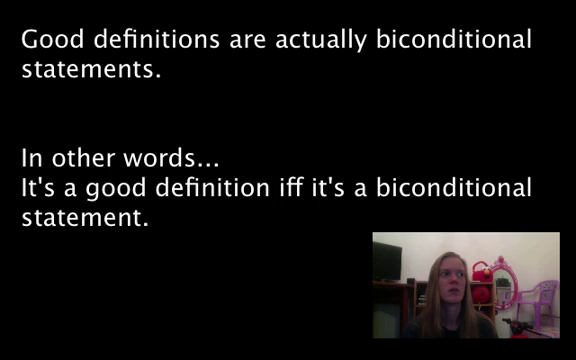 Good definitions are actually biconditional
statements.
In other words...
It's a good definition iff it's a biconditional
statement.